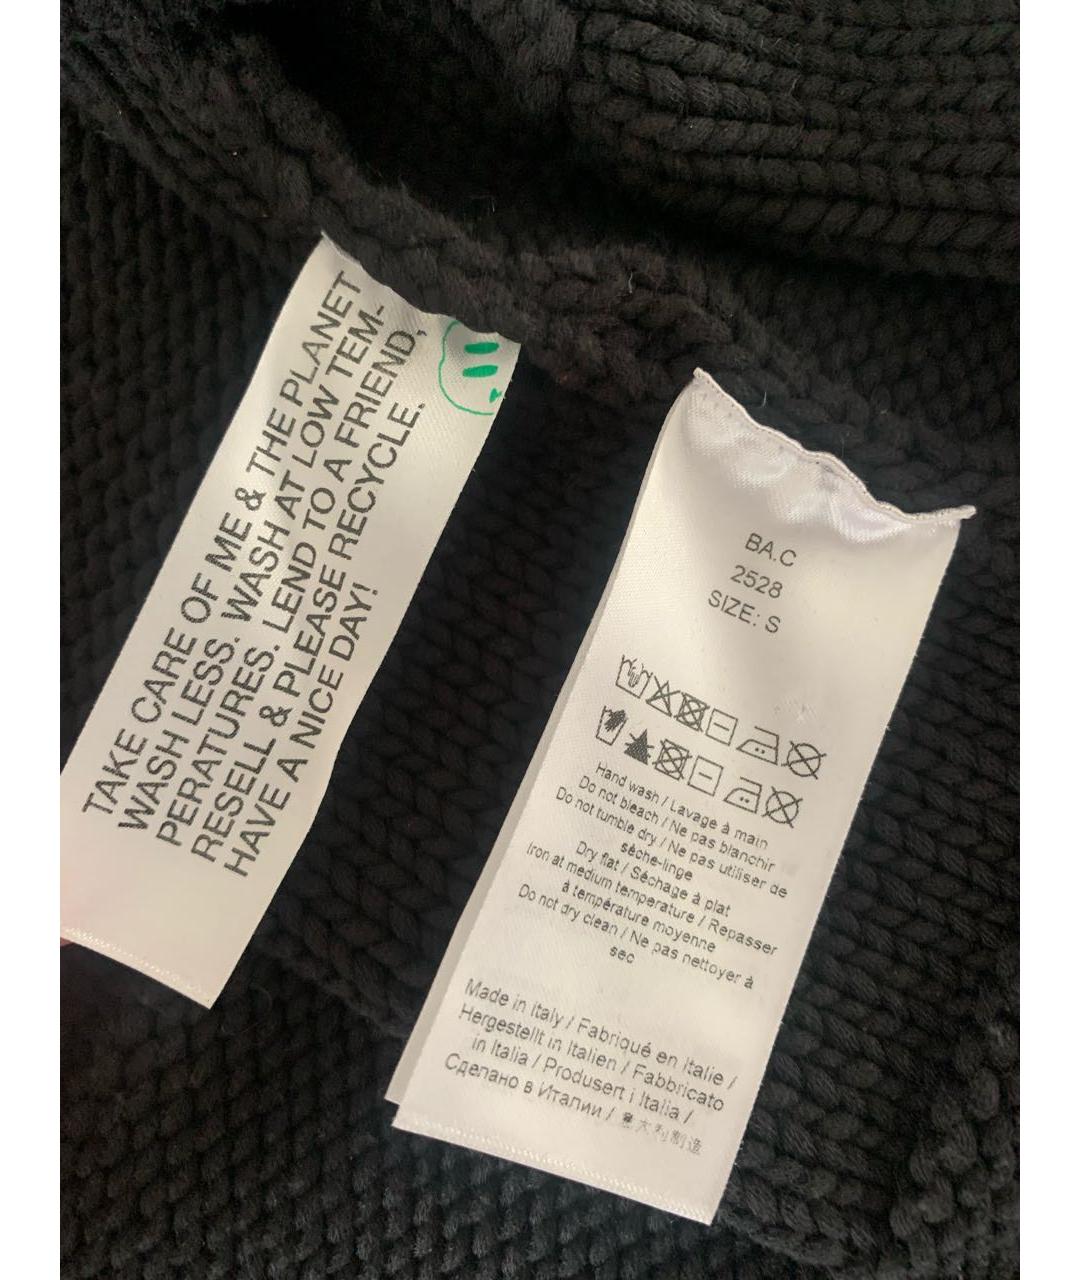 TAKE CARE OF ME & THE PLANET
WASH LESS. WASH AT LOW TEM-
PERATURES. LEND TO A FRIEND,
RESELL & PLEASE RECYCLE.
HAVE A NICE DAY!
BA.C
2528
SIZE: S
Hand wash / Lavage à main
Do not bleach / Ne pas blanchir
Do not tumble dry / Ne pas utiliser de
sèche-linge
Dry flat / Séchage à plat
Iron at medium temperature / Repasser
à température moyenne
Do not dry clean / Ne pas nettoyer à
sec
Made in Italy / Fabriqué en Italie /
Hergestellt in Italien / Fabbricato
in Italia / Produsert i Italia /
Сделано в Италии / 意大利制造